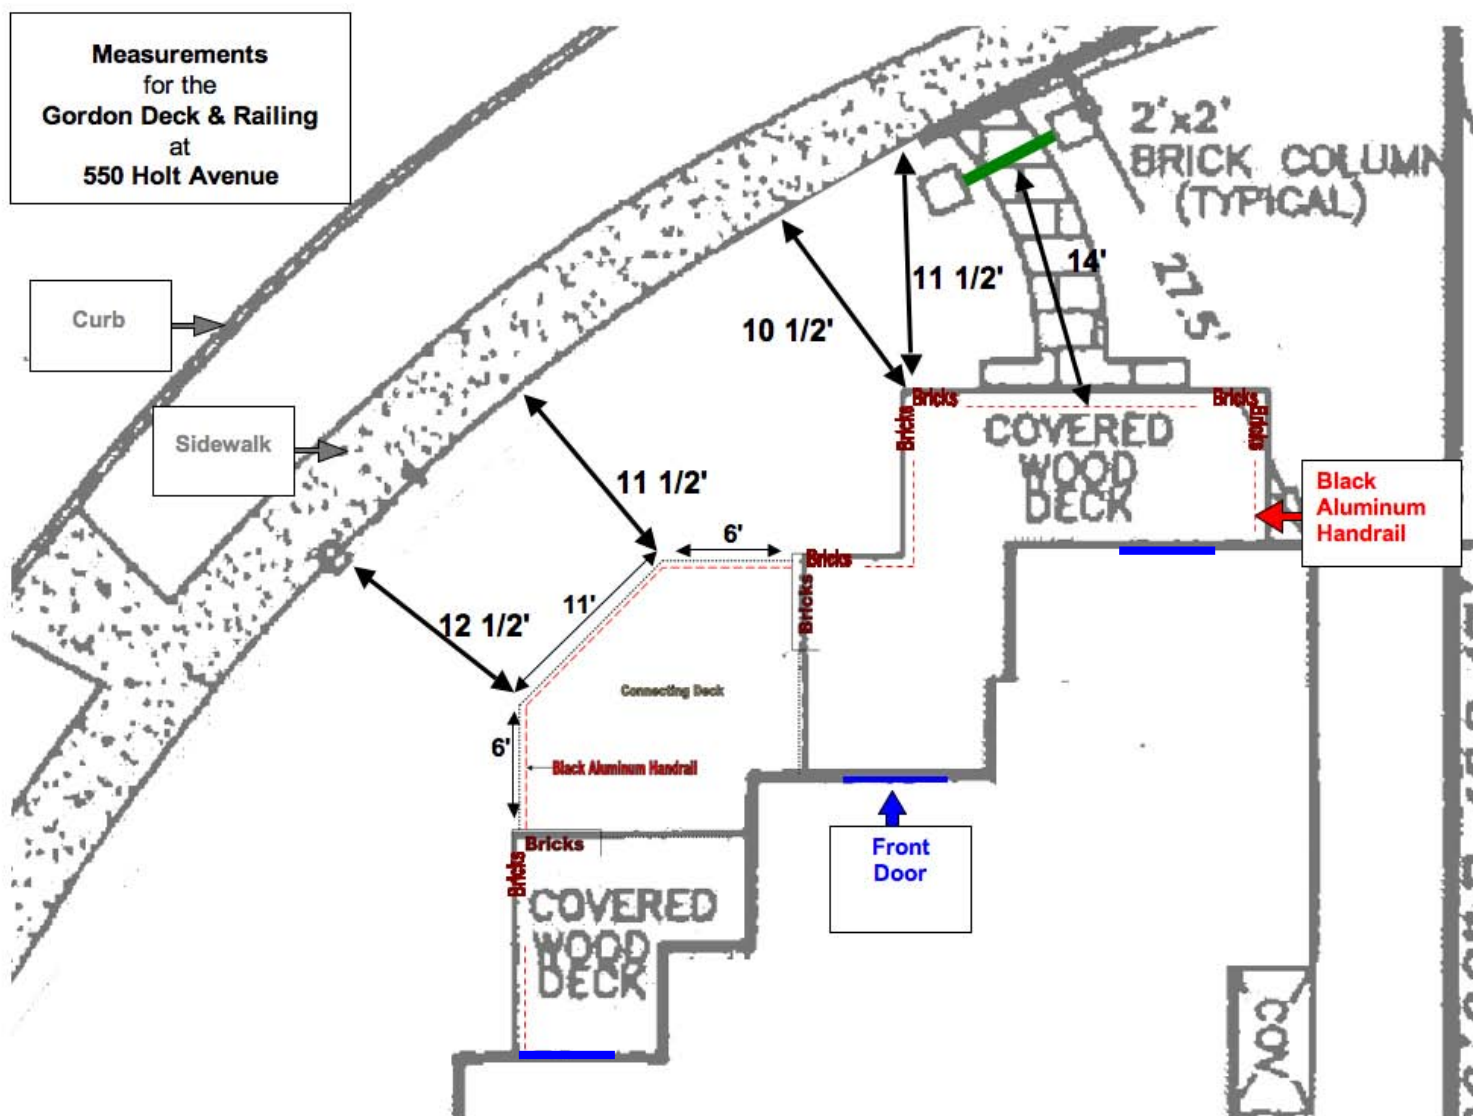 Measurements
for the
Gordon Deck & Railing
at
550 Holt Avenue
2'x2'
BRICK COLUMN
(TYPICAL)
Curb
Sidewalk
14'
11 1/2'
10 1/2'
Bricks
Bricks
Bricks
Bricks
COVERED
WOOD
DECK
Black
Aluminum
Handrail
11 1/2'
6'
Bricks
Bricks
11'
12 1/2'
Connecting Deck
6'
Black Aluminum Handrail
Front
Door
Bricks
Bricks
COVERED
WOOD
DECK
COV